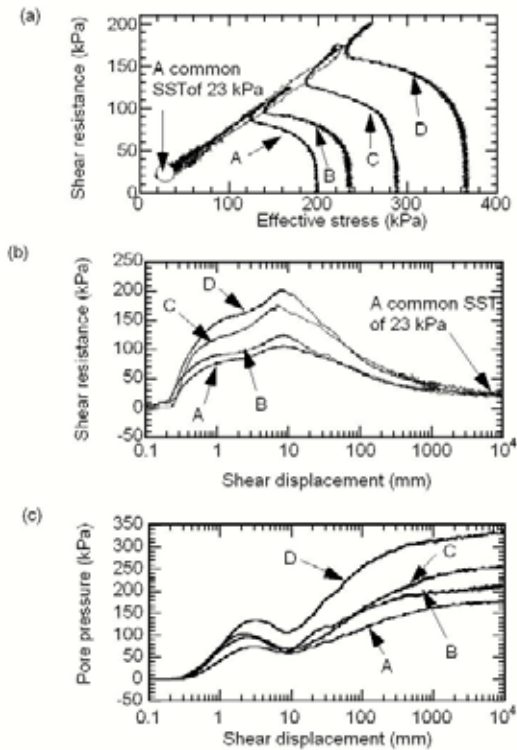 (a)
200
150
100
50
0
Shear resistance (kPa)
A common
SST of 23 kPa
A
B
C
D
0
100
200
300
400
Effective stress (kPa)
(b)
250
200
150
100
50
0
-50
Shear resistance (kPa)
D
C
A
B
A common SST
of 23 kPa
0.1
1
10
100
1000
10⁴
Shear displacement (mm)
(c)
350
300
250
200
150
100
50
0
-50
Pore pressure (kPa)
D
C
B
A
0.1
1
10
100
1000
10⁴
Shear displacement (mm)